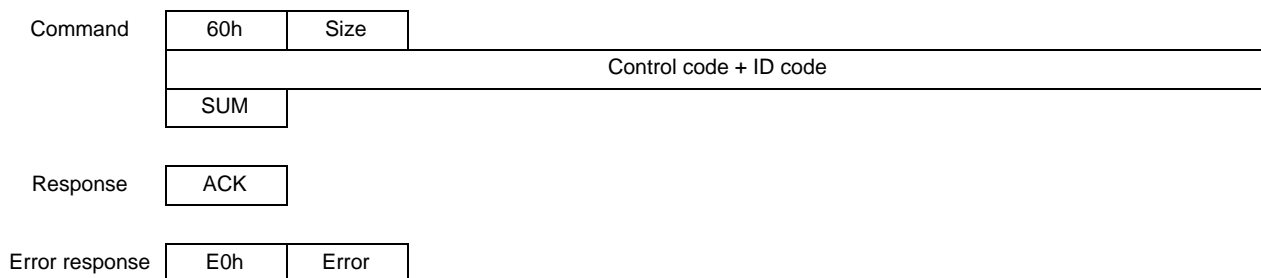 Command 60h Size
Control code + ID code
SUM
Response ACK
Error response E0h Error